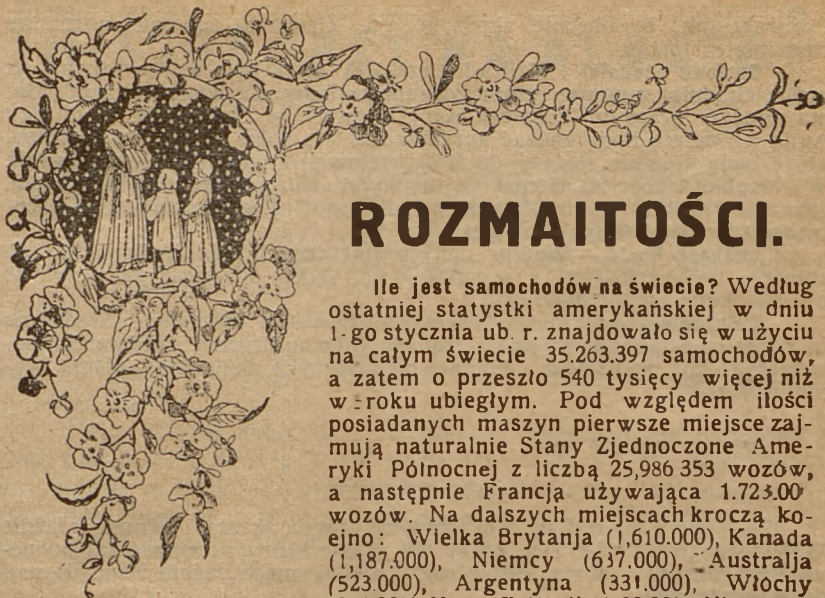 ROZMAITOŚCI.
Ile jest samochodów na świecie? Według
ostatniej statystki amerykańskiej w dniu
1-go stycznia ub. r. znajdowało się w użyciu
na całym świecie 35.263.397 samochodów,
a zatem o przeszło 540 tysięcy więcej niż
w roku ubiegłym. Pod względem ilości
posiadanych maszyn pierwsze miejsce zaj-
mują naturalnie Stany Zjednoczone Ame-
ryki Północnej z liczbą 25,986 353 wozów,
a następnie Francja używająca
wozów. Na dalszych miejscach kroczą ko-
ejno: Wielka Brytanja (1,610.000), Kanada
(1,187.000), Niemcy (637.000), Australja
(523.000), Argentyna (331.000), Włochy